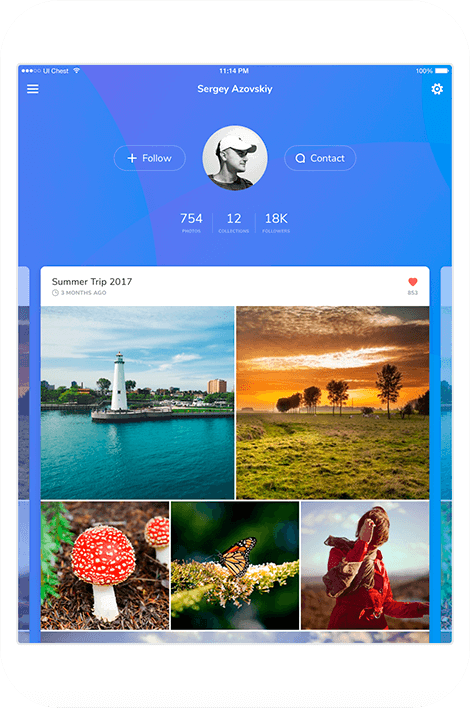 UI Chest 11:14 PM 100%
Sergey Azovskiy
Follow Contact
754 12 18K
PHOTOS COLLECTIONS FOLLOWERS
Summer Trip 2017
3 MONTHS AGO 853